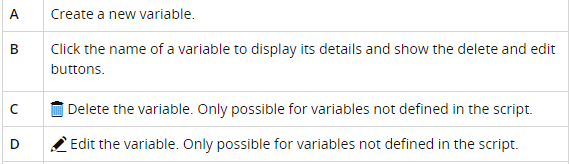 A Create a new variable.
B Click the name of a variable to display its details and show the delete and edit
buttons.
C Delete the variable. Only possible for variables not defined in the script.
D Edit the variable. Only possible for variables not defined in the script.